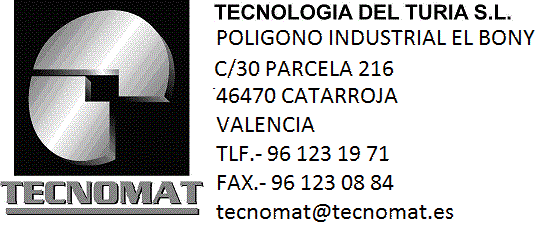 TECNOLOGIA DEL TURIA S.L.
POLIGONO INDUSTRIAL EL BONY
C/30 PARCELA 216
46470 CATARROJA
VALENCIA
TLF.- 96 123 19 71
FAX.- 96 123 08 84
tecnomat@tecnomat.es
TECNOMAT